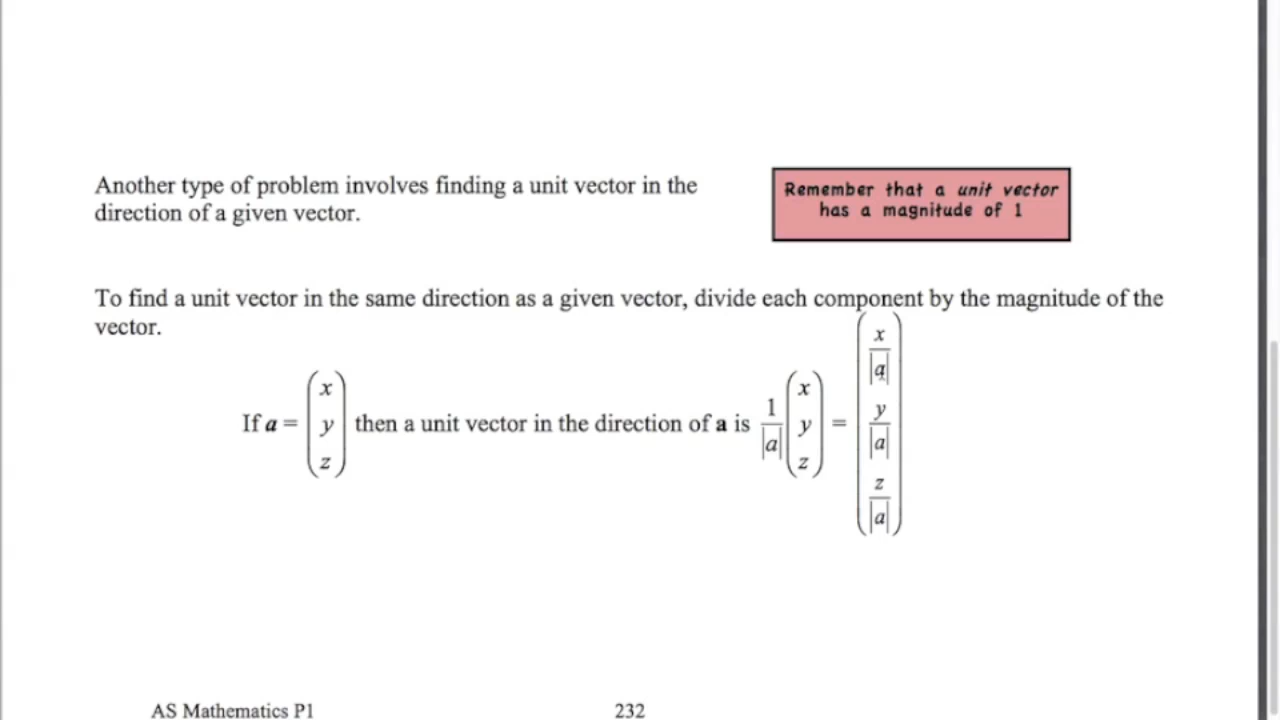 Another type of problem involves finding a unit vector in the
direction of a given vector.
Remember that a unit vector
has a magnitude of 1
To find a unit vector in the same direction as a given vector, divide each component by the magnitude of the
vector.
If a = (x y z) then a unit vector in the direction of a is 1/|a| (x y z) = (x/|a| y/|a| z/|a|)
AS Mathematics P1 232